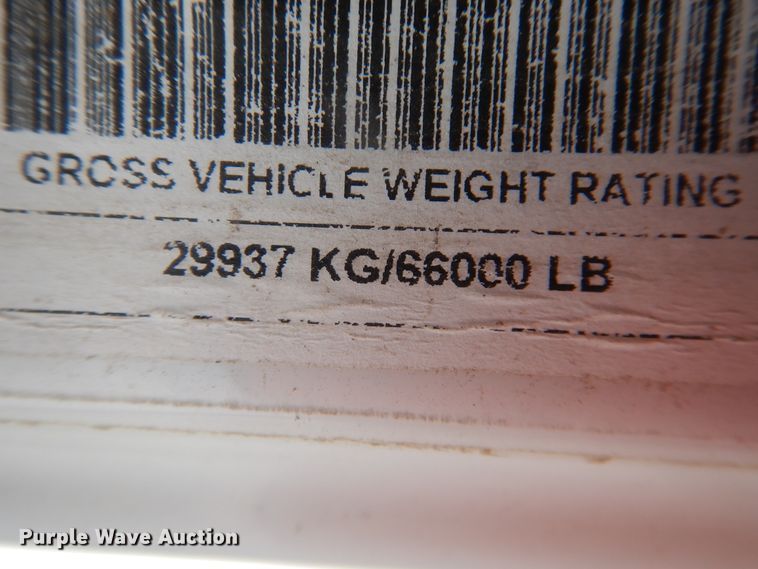 GROSS VEHICLE WEIGHT RATING
29937 KG/66000 LB
Purple Wave Auction